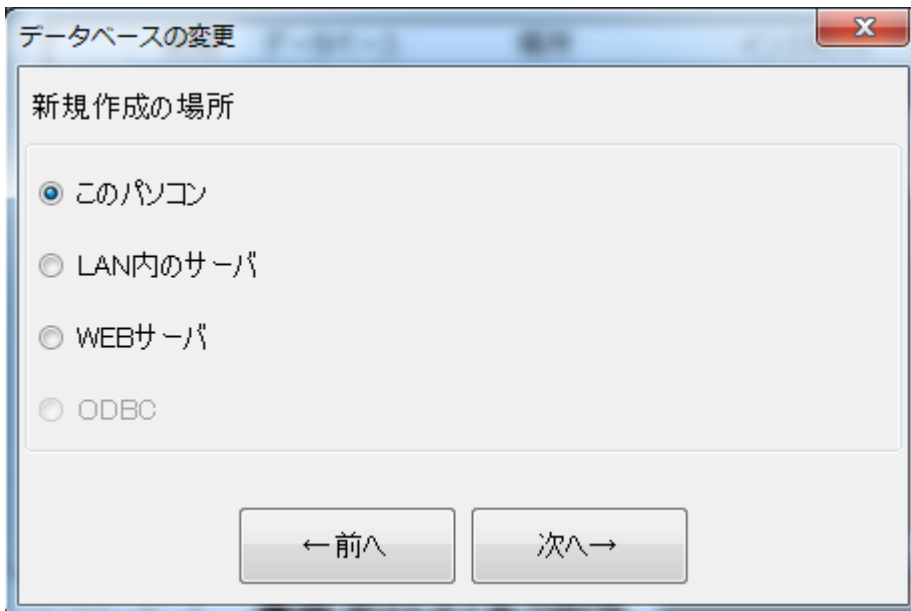 データベースの変更
新規作成の場所
このパソコン
LAN内のサーバ
WEBサーバ
ODBC
←前へ
次へ→